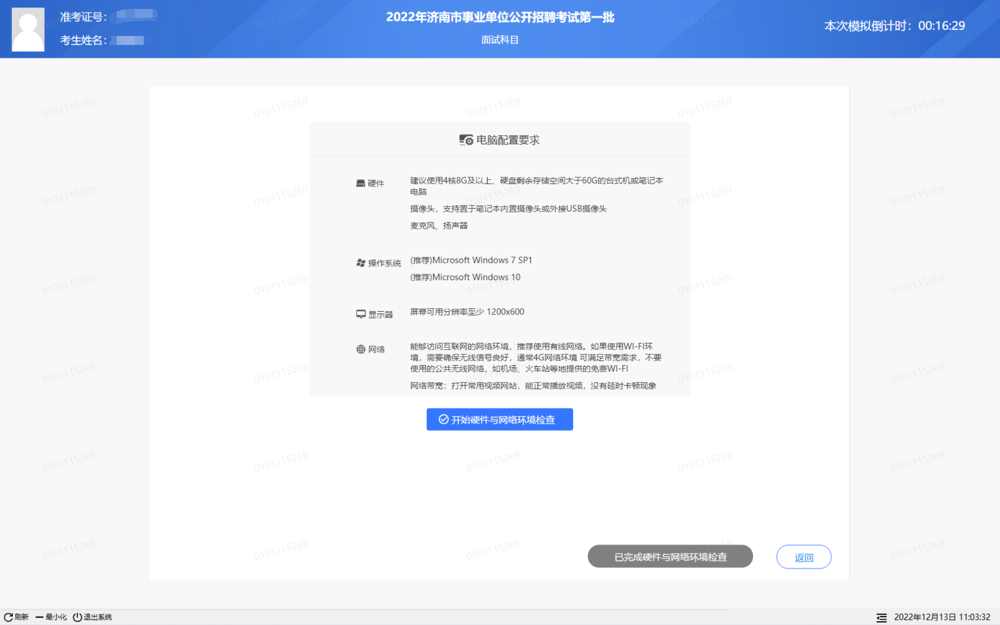 准考证号：
考生姓名：
2022年济南市事业单位公开招聘考试第一批
面试科目
本次模拟倒计时：00:16:29
电脑配置要求
硬件
建议使用4核8G及以上、硬盘剩余存储空间大于60G的台式机或笔记本
电脑
摄像头，支持置于笔记本内置摄像头或外接USB摄像头
麦克风、扬声器
操作系统
(推荐)Microsoft Windows 7 SP1
(推荐)Microsoft Windows 10
显示器
屏幕可用分辨率至少 1200x600
网络
能够访问互联网的网络环境，推荐使用有线网络。如果使用WI-FI环
境，需要确保无线信号良好，通常4G网络环境 可满足带宽需求，不要
使用的公共无线网络，如机场、火车站等地提供的免费WI-FI
网络带宽：打开常用视频网站，能正常播放视频，没有延时卡顿现象
开始硬件与网络环境检查
已完成硬件与网络环境检查
返回
刷新 最小化 退出系统
2022年12月13日 11:03:32
0101115269